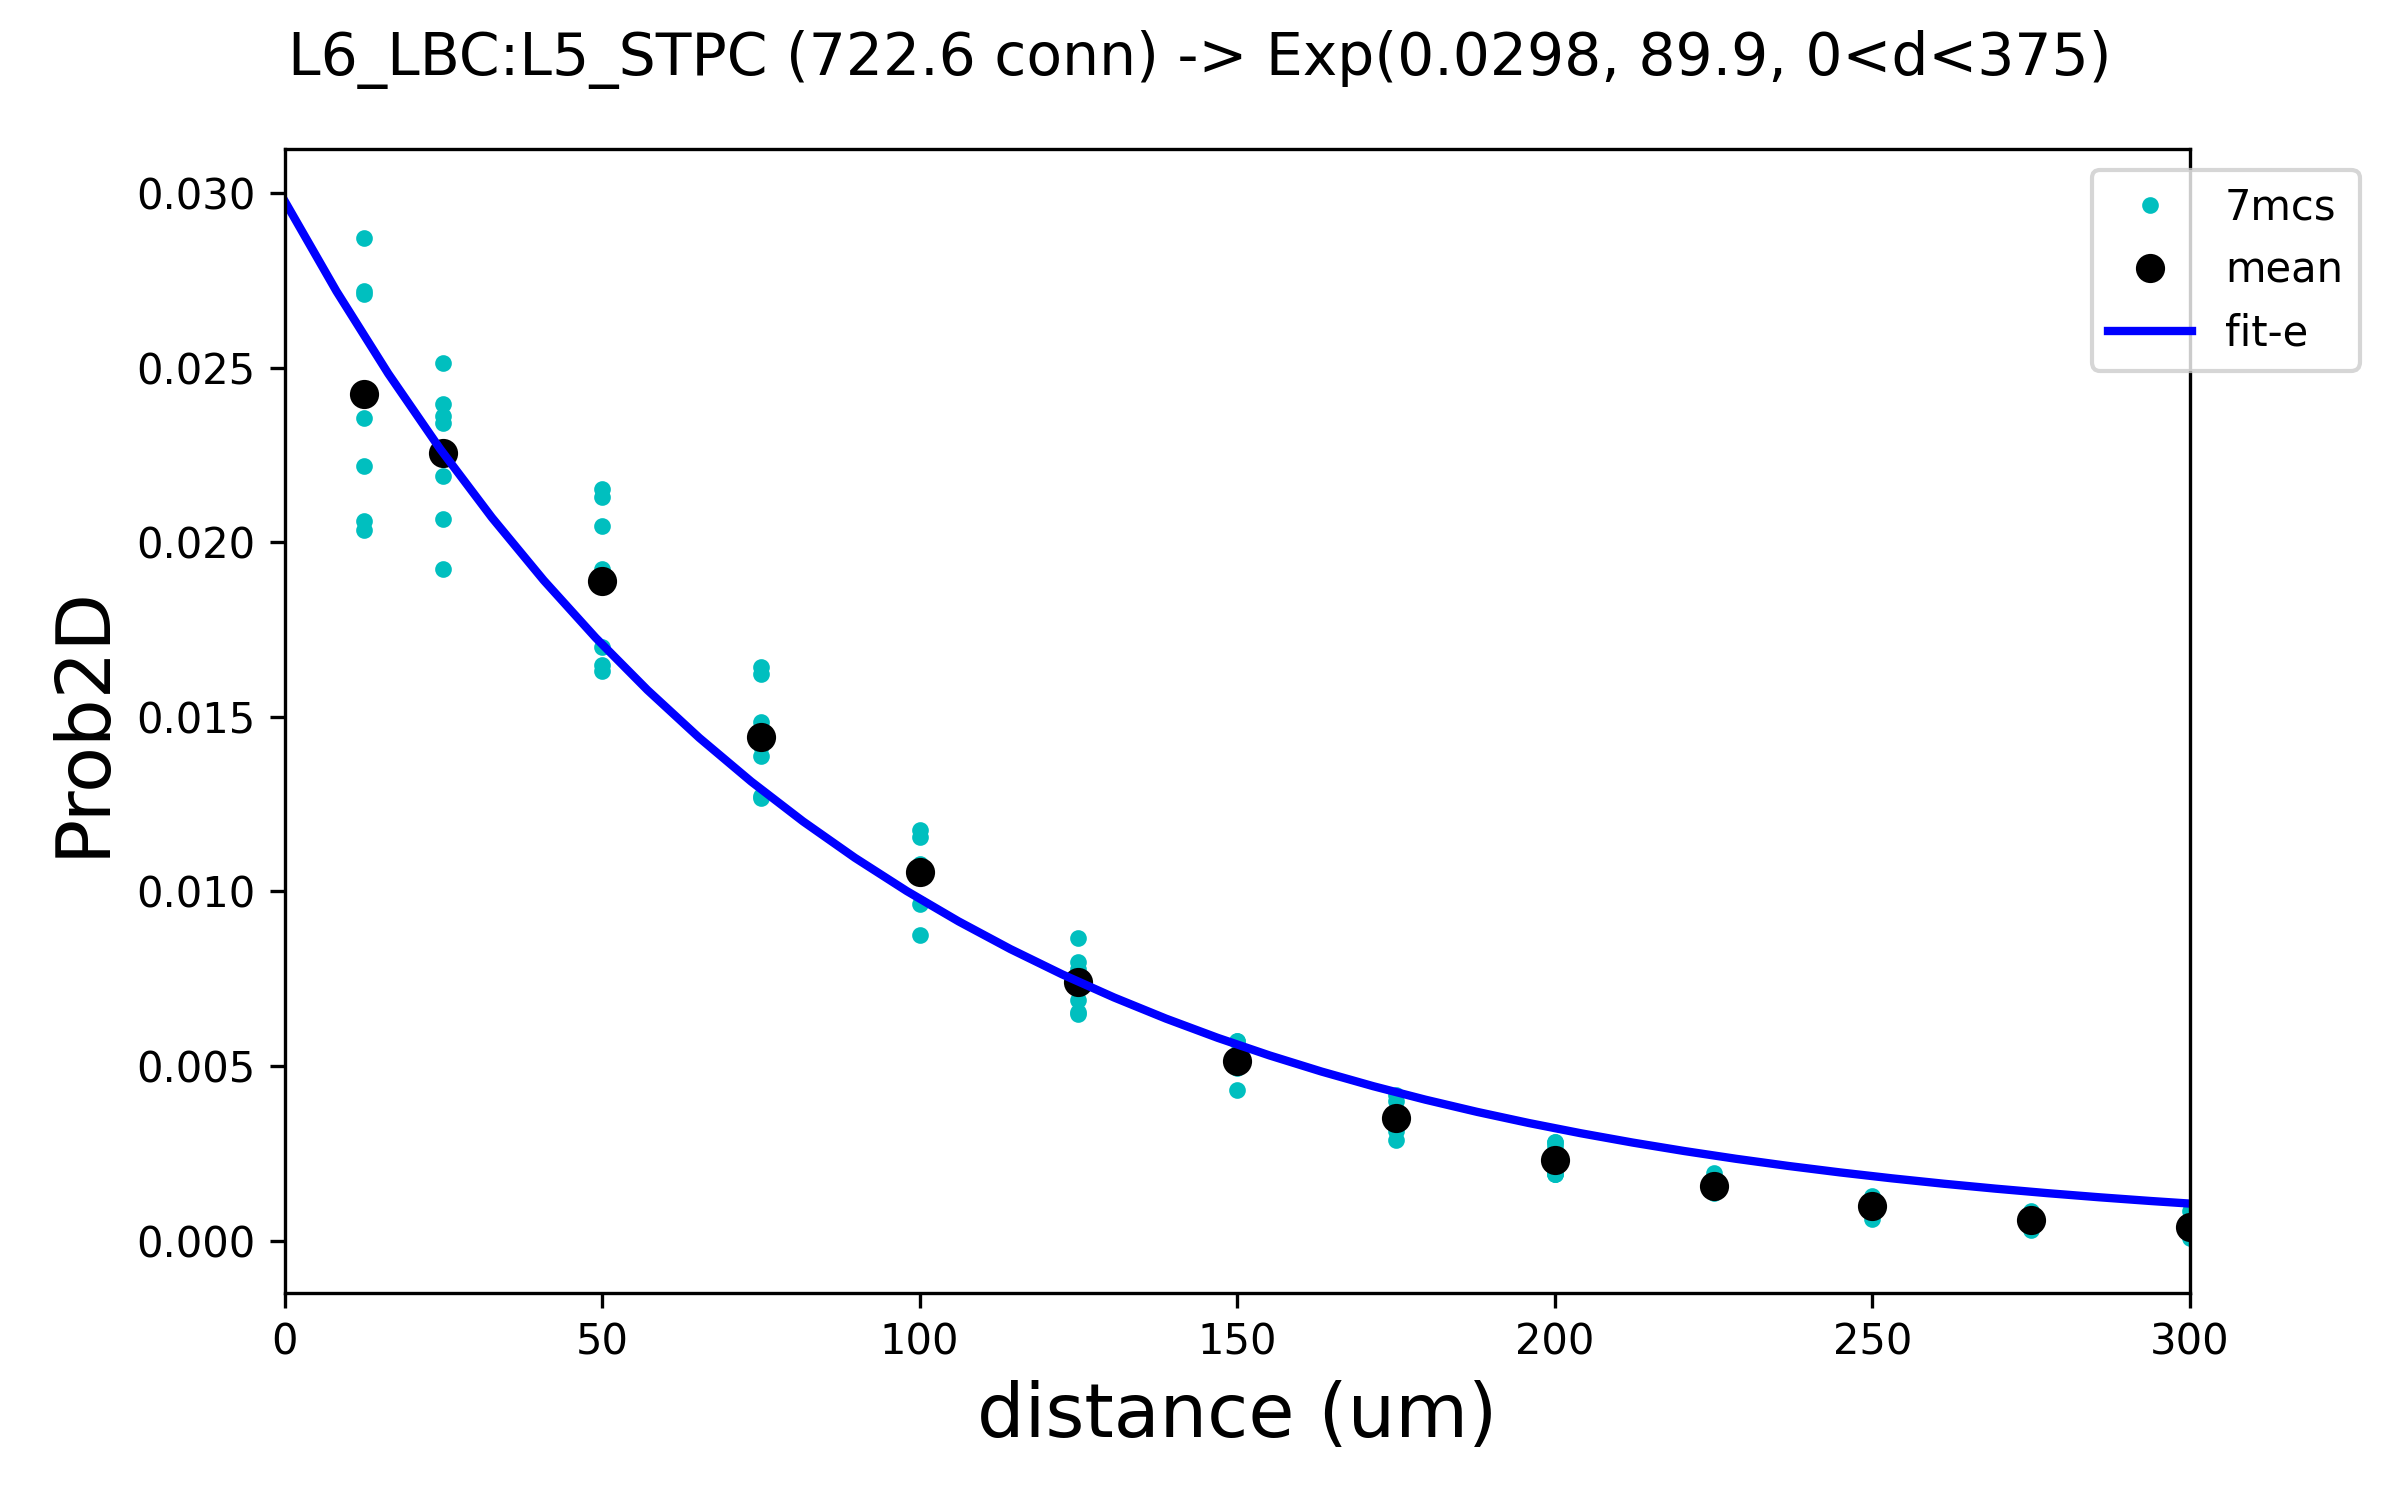 L6_LBC:L5_STPC (722.6 conn) -> Exp(0.0298, 89.9, 0<d<375)
7mcs
mean
fit-e
Prob2D
0.030
0.025
0.020
0.015
0.010
0.005
0.000
0 50 100 150 200 250 300
distance (um)